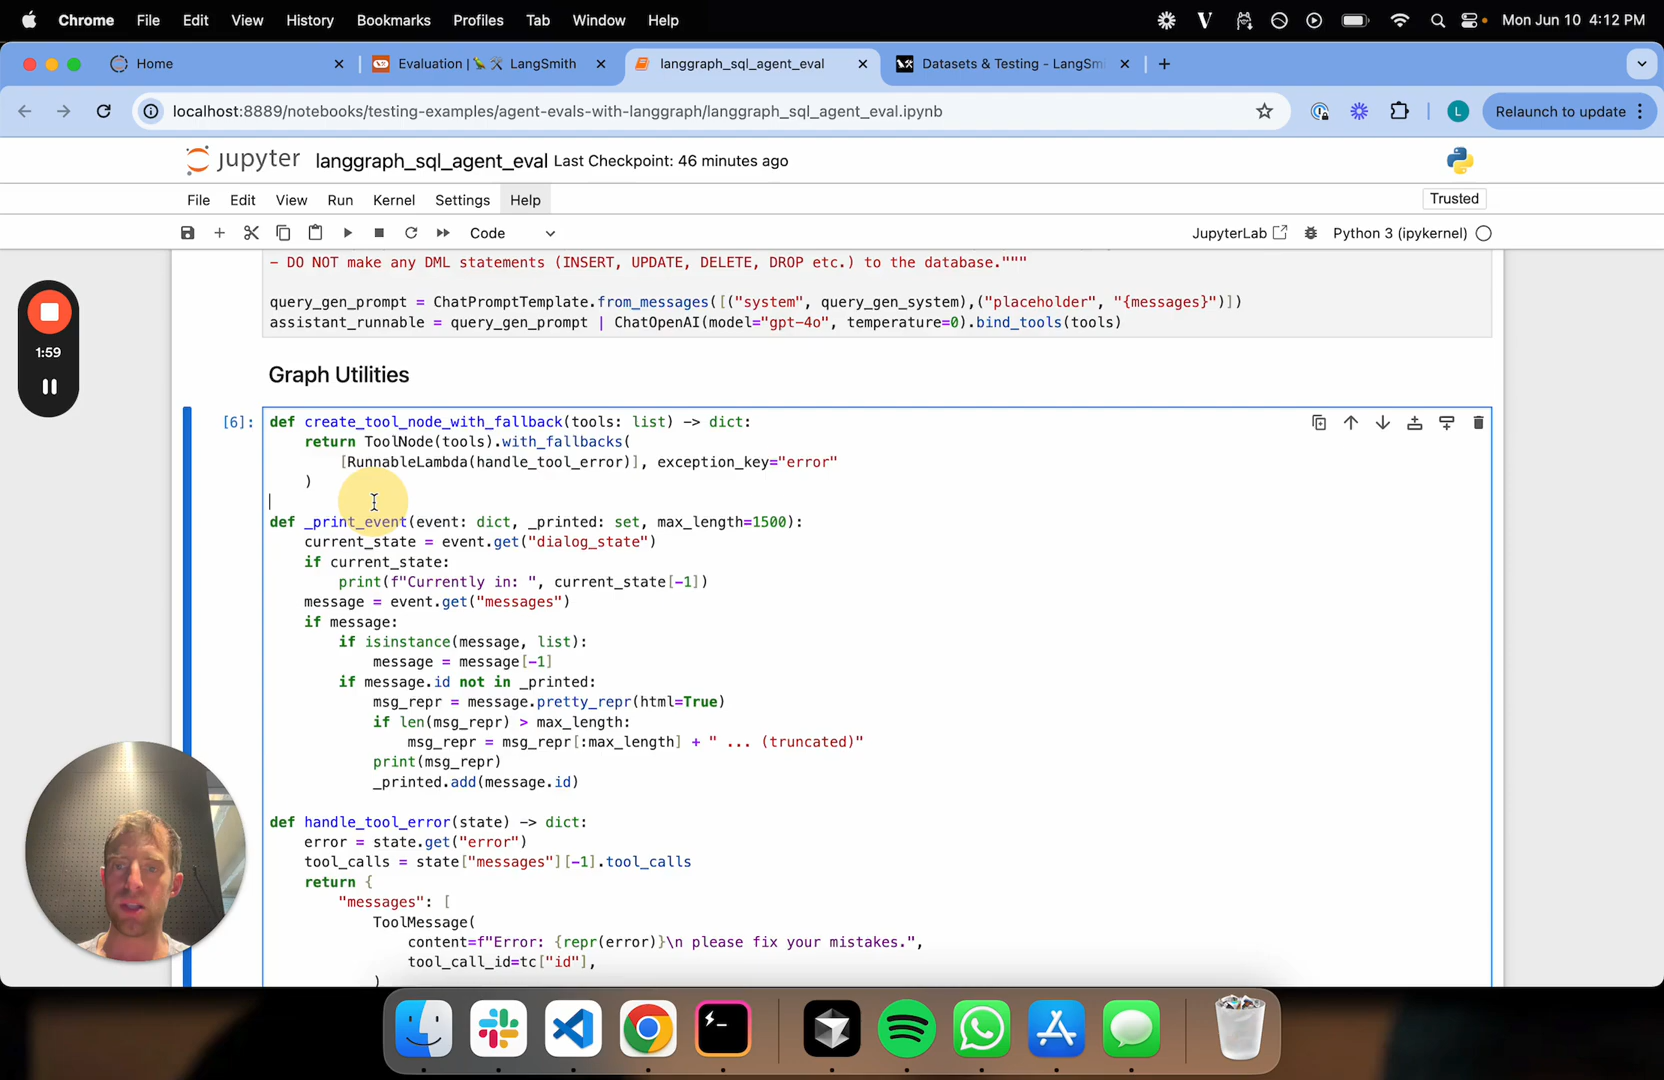 Chrome File Edit View History Bookmarks Profiles Tab Window Help Mon Jun 10 4:12 PM
Home Evaluation | LangSmith langgraph_sql_agent_eval Datasets & Testing - LangSm
localhost:8889/notebooks/testing-examples/agent-evals-with-langgraph/langgraph_sql_agent_eval.ipynb L Relaunch to update
jupyter langgraph_sql_agent_eval Last Checkpoint: 46 minutes ago
File Edit View Run Kernel Settings Help Trusted
Code JupyterLab Python 3 (ipykernel)
- DO NOT make any DML statements (INSERT, UPDATE, DELETE, DROP etc.) to the database."""
query_gen_prompt = ChatPromptTemplate.from_messages([("system", query_gen_system),("placeholder", "{messages}")])
assistant_runnable = query_gen_prompt | ChatOpenAI(model="gpt-4o", temperature=0).bind_tools(tools)
1:59
Graph Utilities
[6]: def create_tool_node_with_fallback(tools: list) -> dict:
return ToolNode(tools).with_fallbacks(
[RunnableLambda(handle_tool_error)], exception_key="error"
)
def _print_event(event: dict, _printed: set, max_length=1500):
current_state = event.get("dialog_state")
if current_state:
print(f"Currently in: ", current_state[-1])
message = event.get("messages")
if message:
if isinstance(message, list):
message = message[-1]
if message.id not in _printed:
msg_repr = message.pretty_repr(html=True)
if len(msg_repr) > max_length:
msg_repr = msg_repr[:max_length] + " ... (truncated)"
print(msg_repr)
_printed.add(message.id)
def handle_tool_error(state) -> dict:
error = state.get("error")
tool_calls = state["messages"][-1].tool_calls
return {
"messages": [
ToolMessage(
content=f"Error: {repr(error)}\n please fix your mistakes.",
tool_call_id=tc["id"],
)